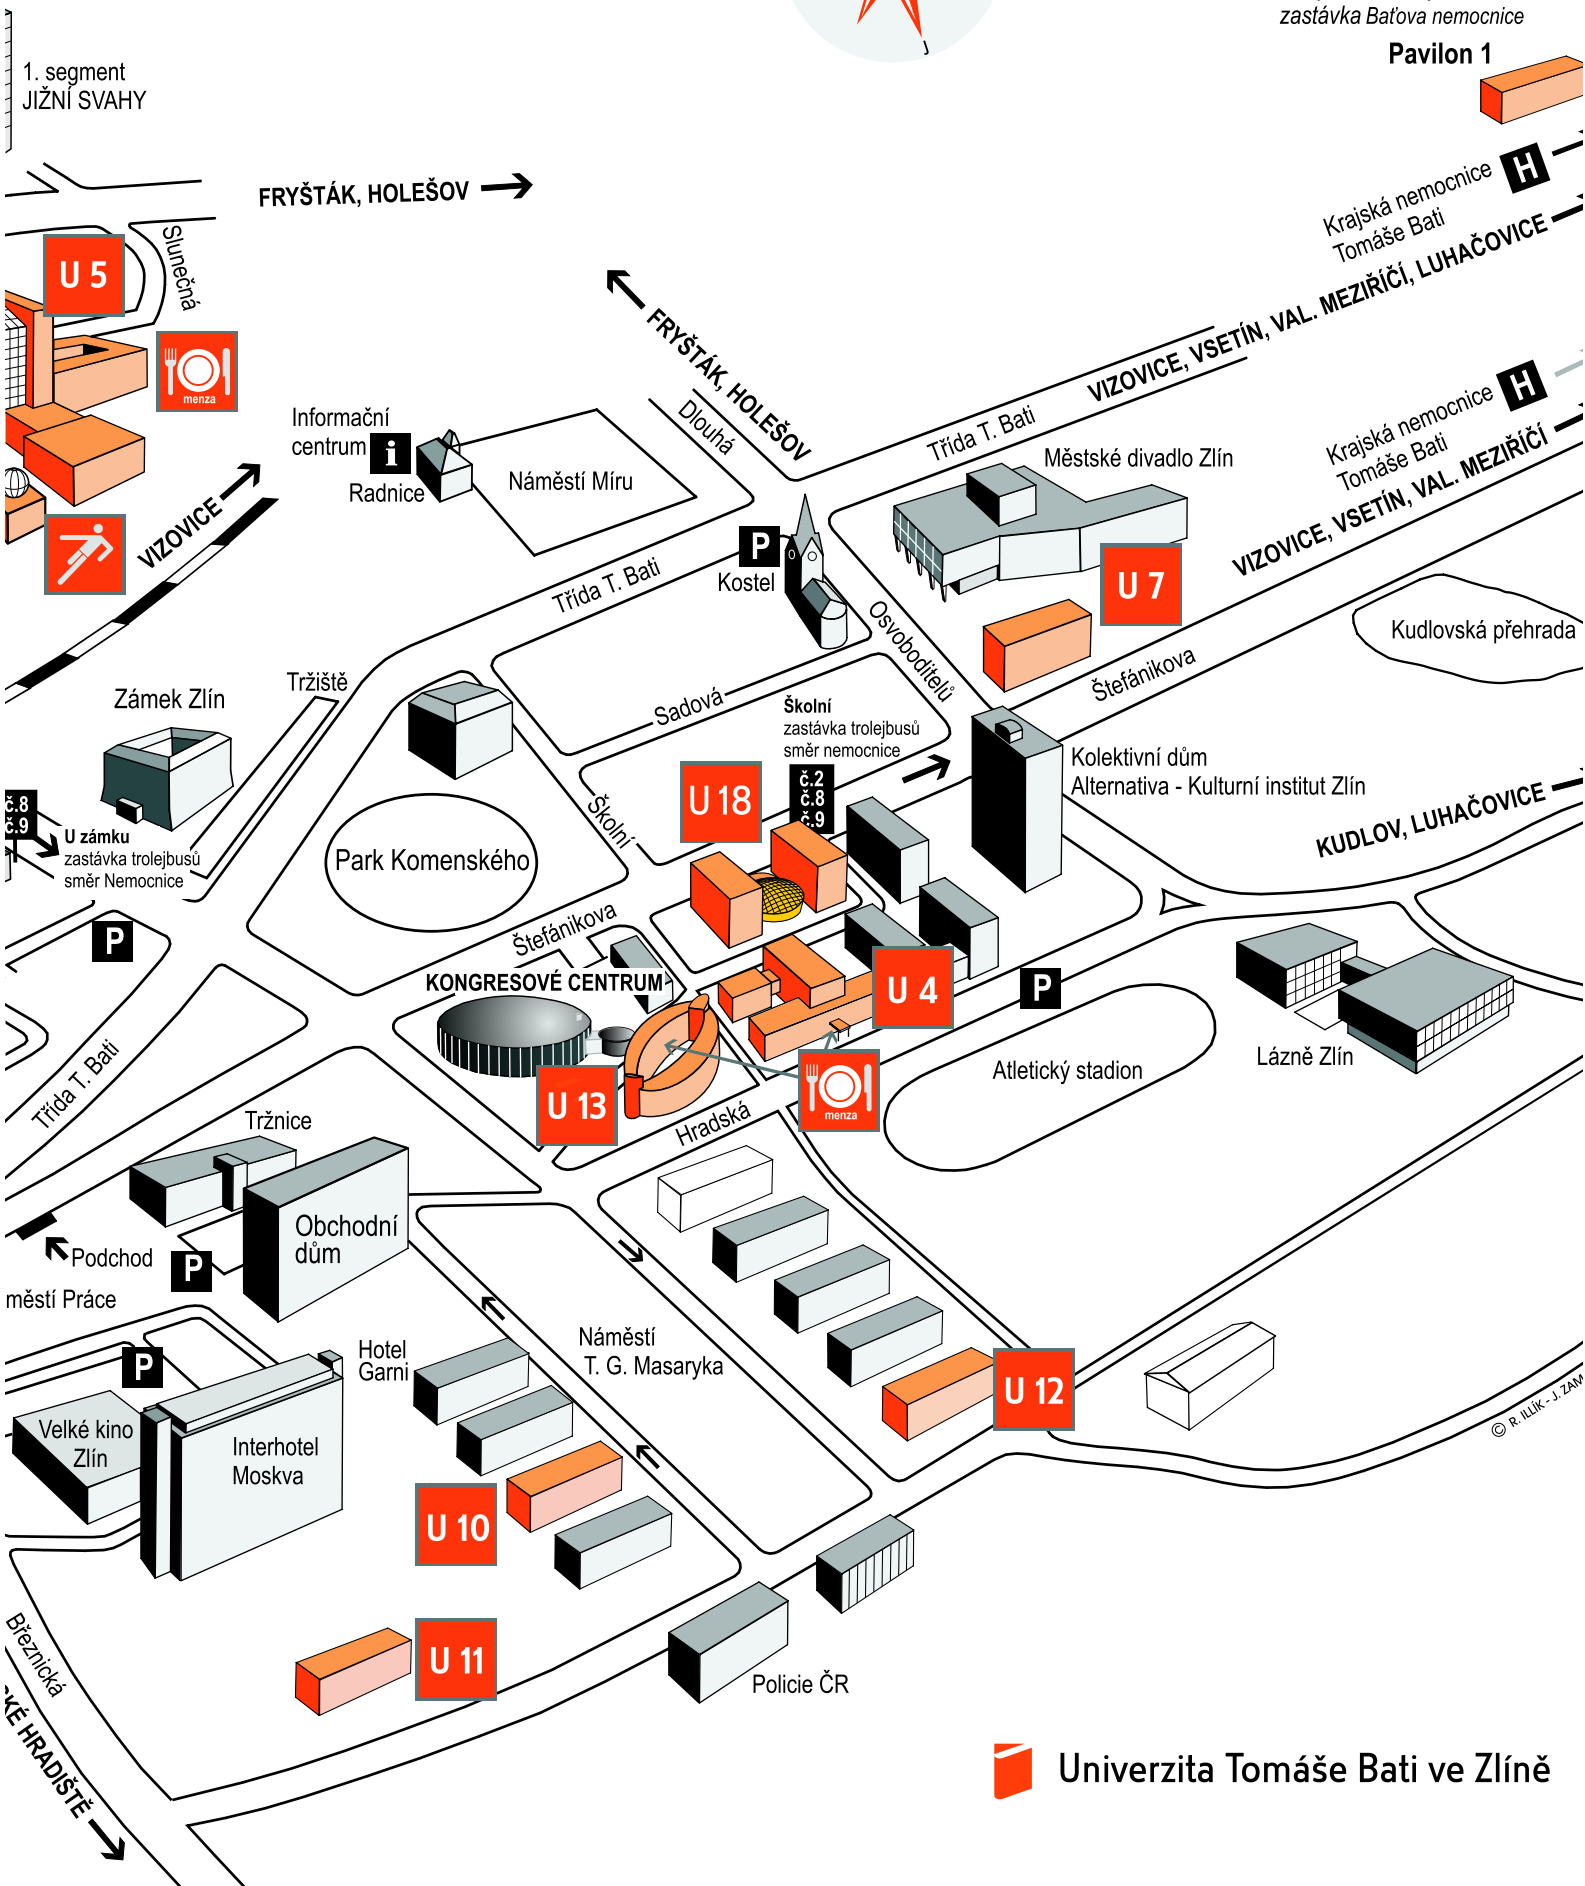 zastávka Baťova nemocnice
Pavilon 1
J
1. segment
JIŽNÍ SVAHY
FRYŠTÁK, HOLEŠOV
Krajská nemocnice
Tomáše Bati
H
VIZOVICE, VSETÍN, VAL. MEZIŘÍČÍ, LUHAČOVICE
Slunečná
U 5
menza
FRYŠTÁK, HOLEŠOV
Dlouhá
Třída T. Bati
Krajská nemocnice
Tomáše Bati
H
VIZOVICE, VSETÍN, VAL. MEZIŘÍČÍ
Informační
centrum
i
Radnice
Náměstí Míru
Městské divadlo Zlín
VIZOVICE
P
Kostel
Třída T. Bati
U 7
Osvoboditelů
Kudlovská přehrada
Štefánikova
Tržiště
Zámek Zlín
Sadová
Školní
zastávka trolejbusů
směr nemocnice
č.2
č.8
č.9
U 18
Kolektivní dům
Alternativa - Kulturní institut Zlín
KUDLOV, LUHAČOVICE
č.8
č.9
U zámku
zastávka trolejbusů
směr Nemocnice
Školní
Park Komenského
Štefánikova
P
KONGRESOVÉ CENTRUM
U 4
P
Atletický stadion
Lázně Zlín
Třída T. Bati
U 13
menza
Hradská
Tržnice
Obchodní
dům
Podchod
P
městí Práce
Hotel
Garni
Náměstí
T. G. Masaryka
P
Velké kino
Zlín
Interhotel
Moskva
U 12
© R. ILLÍK - J. ZAM
U 10
U 11
Březnická
KÉ HRADIŠTĚ
Policie ČR
Univerzita Tomáše Bati ve Zlíně